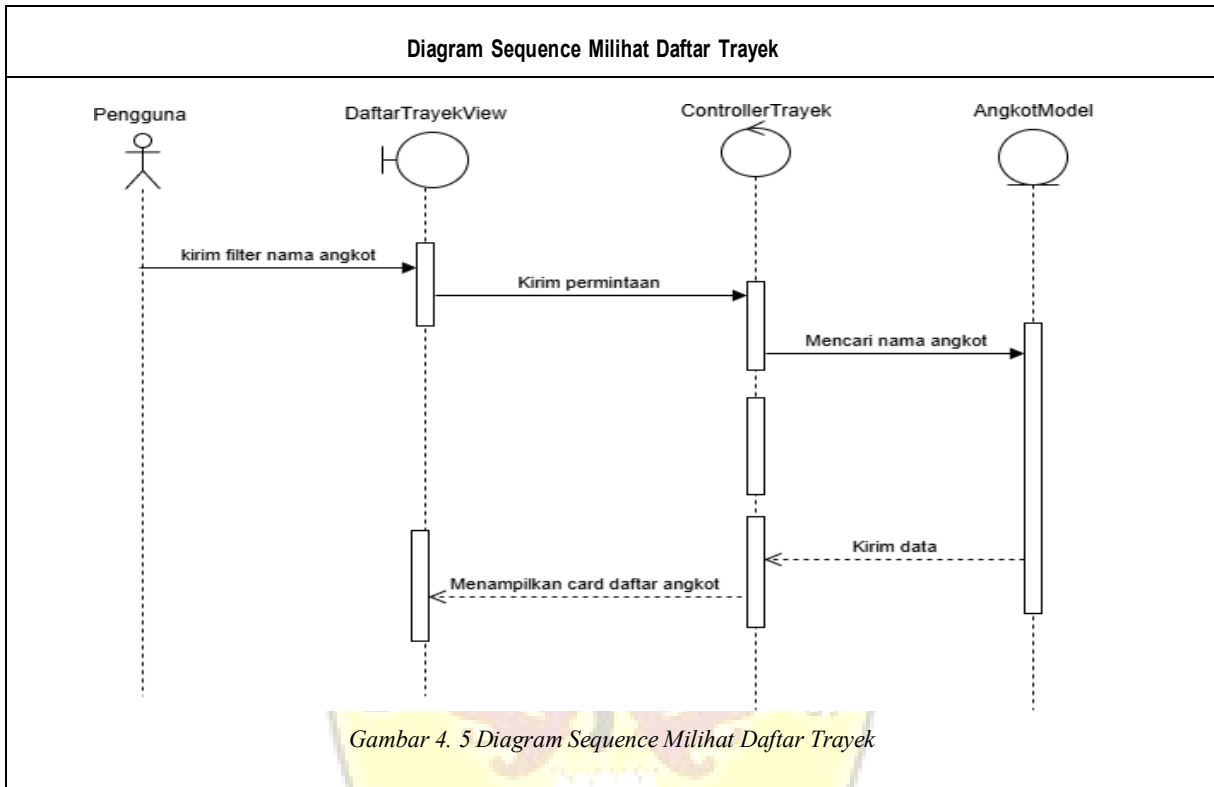 Diagram Sequence Milihat Daftar Trayek
Pengguna
DaftarTrayekView
ControllerTrayek
AngkotModel
kirim filter nama angkot
Kirim permintaan
Mencari nama angkot
Kirim data
Menampilkan card daftar angkot
Gambar 4. 5 Diagram Sequence Milihat Daftar Trayek